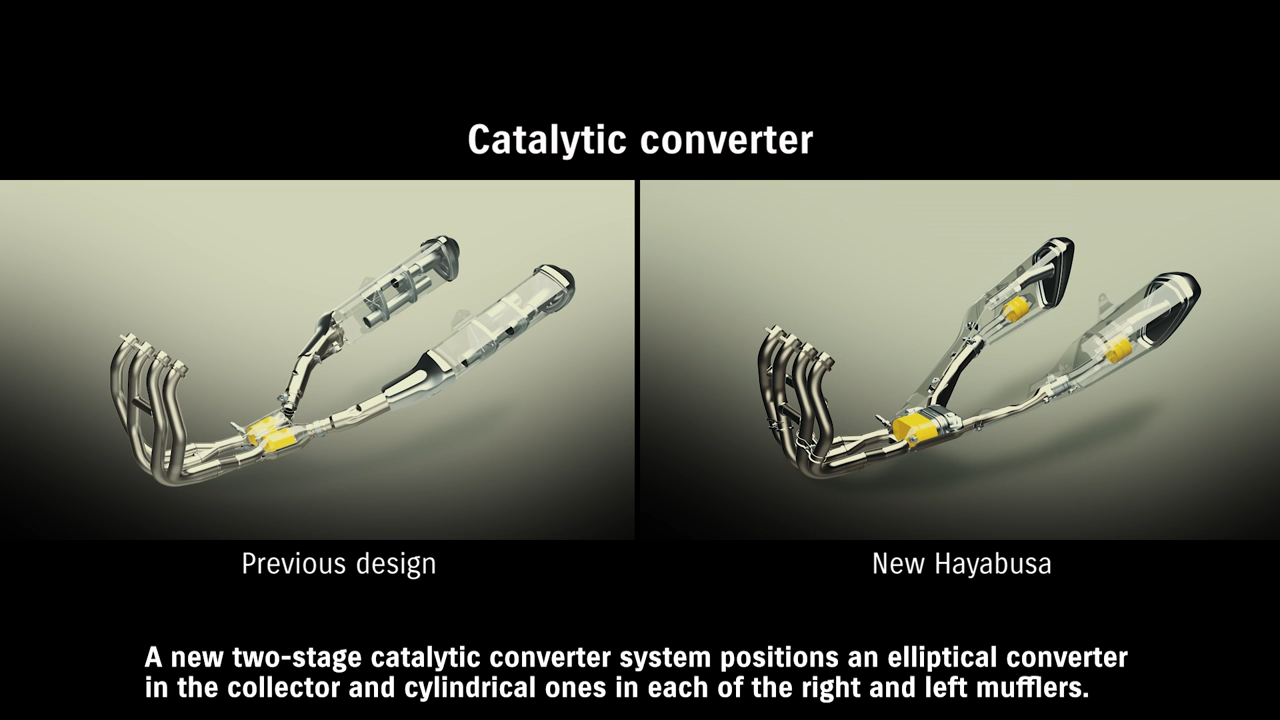 Catalytic converter
Previous design
New Hayabusa
A new two-stage catalytic converter system positions an elliptical converter
in the collector and cylindrical ones in each of the right and left mufflers.